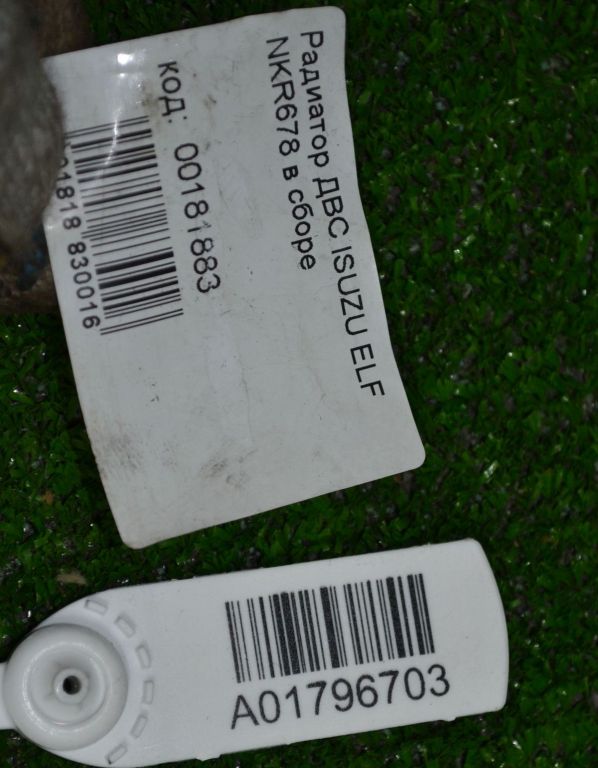 Радиатор ДВС ISUZU ELF
NKR678 в сборе
код: 00181883
01818 830016
A01796703